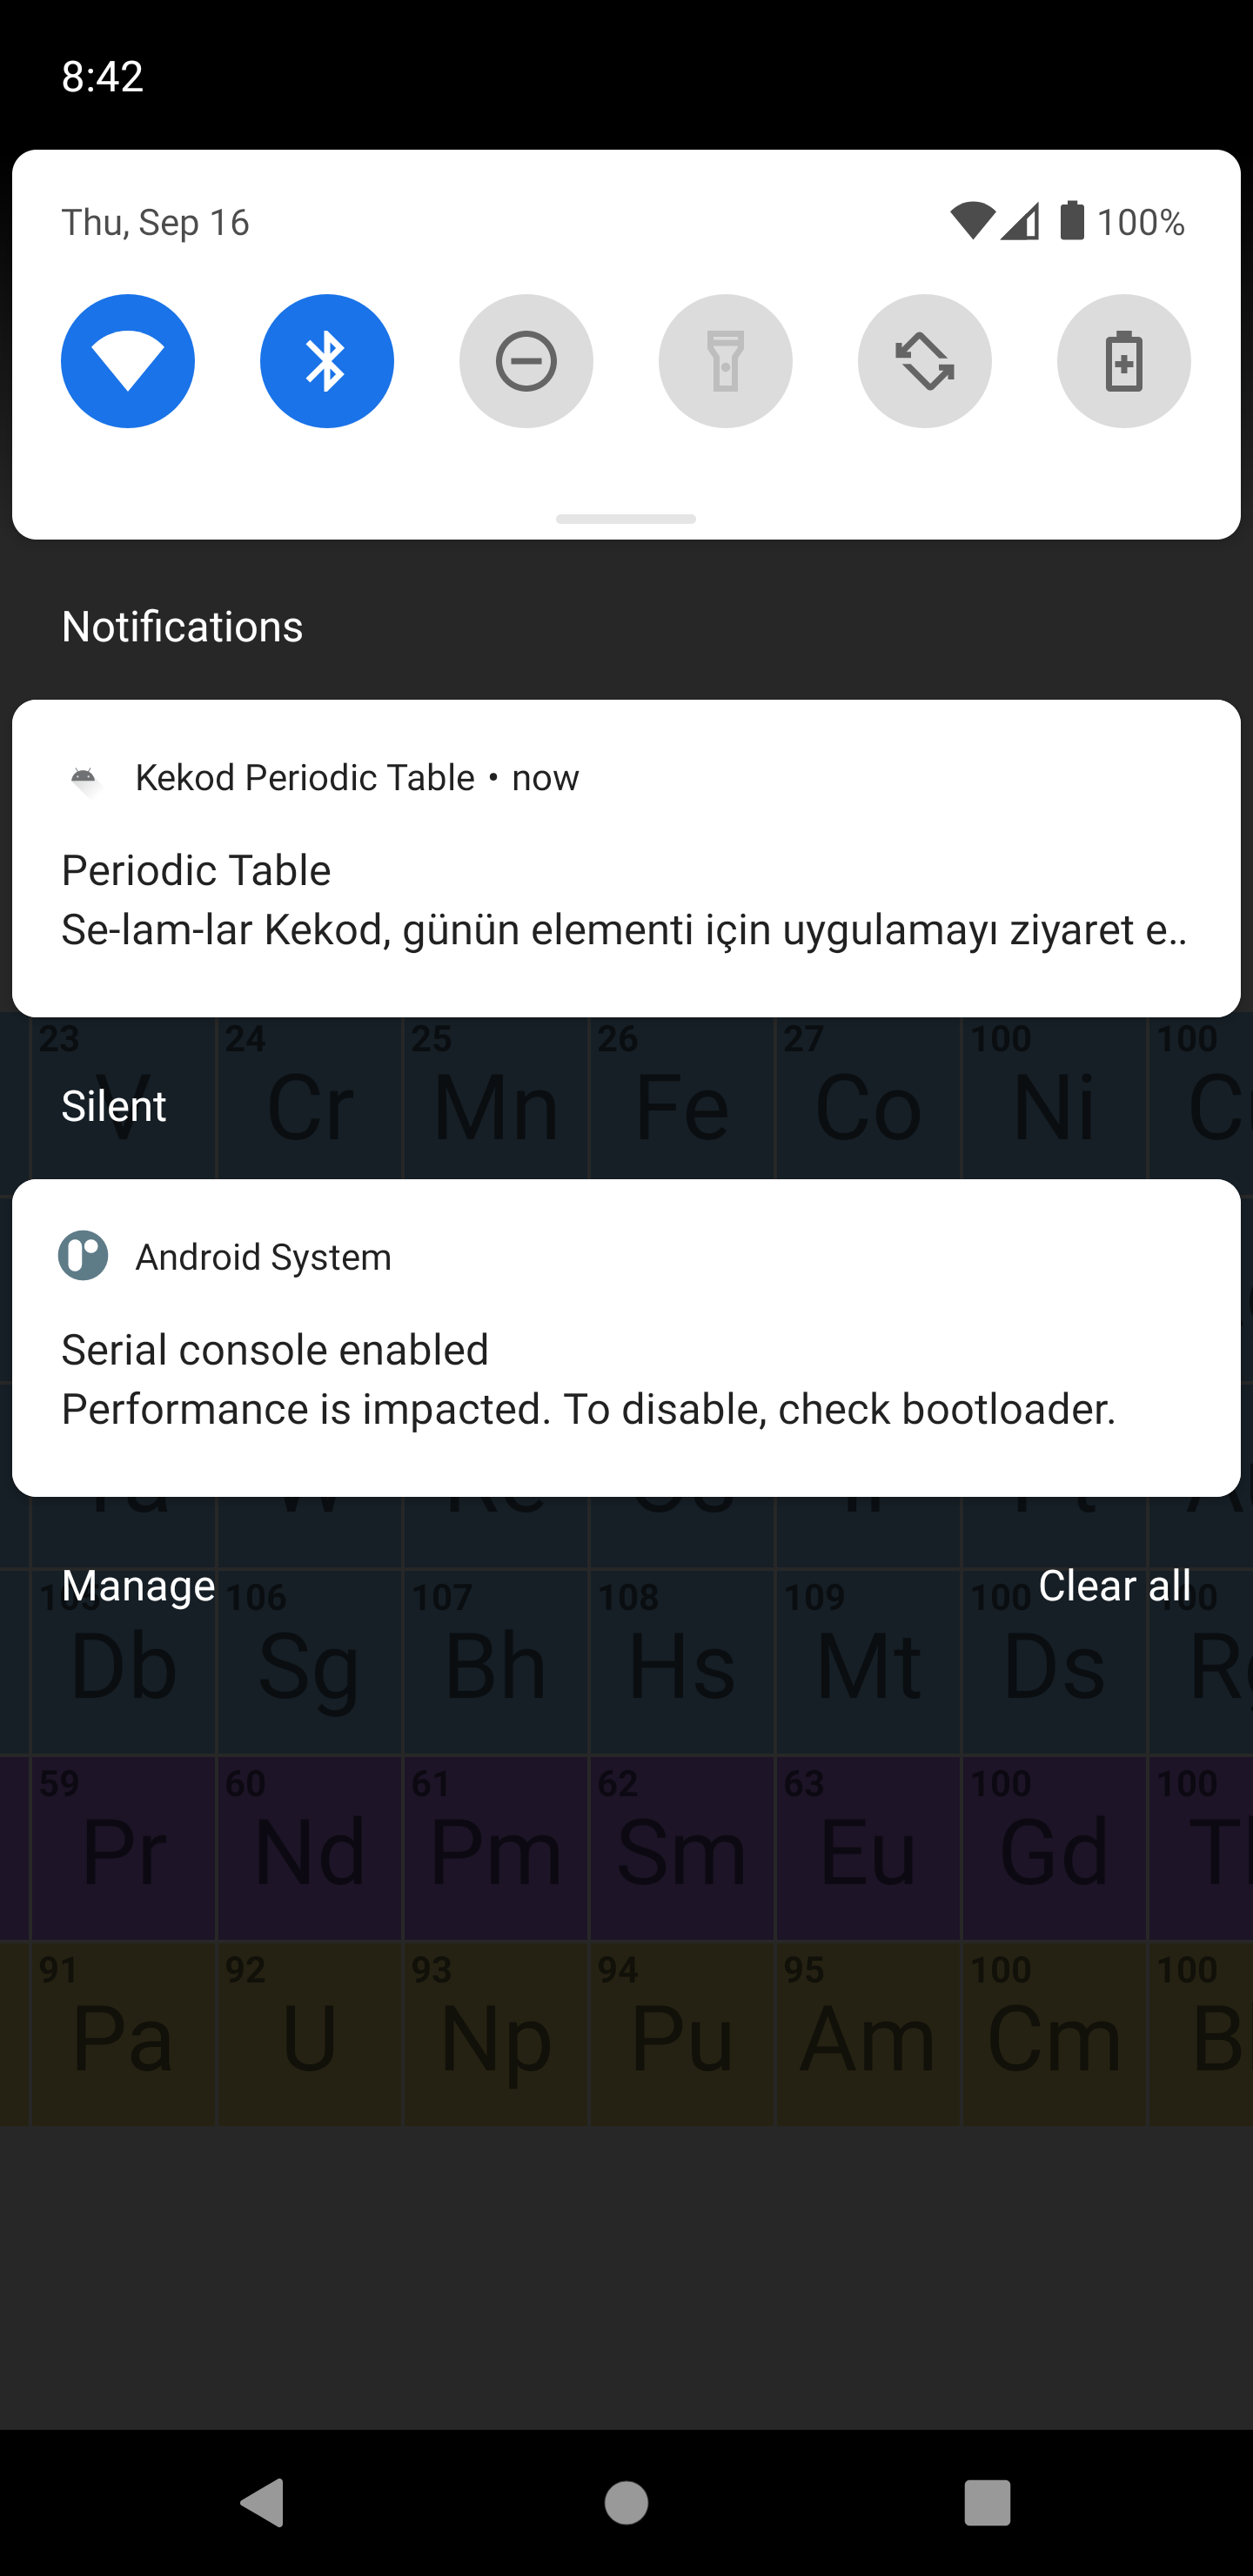 8:42
Thu, Sep 16
100%
Notifications
Kekod Periodic Table • now
Periodic Table
Se-lam-lar Kekod, günün elementi için uygulamayı ziyaret e..
23 24 25 26 27 100 100
V Cr Mn Fe Co Ni C
Silent
Android System
Serial console enabled
Performance is impacted. To disable, check bootloader.
Manage
Clear all
105 106 107 108 109 100 100
Db Sg Bh Hs Mt Ds R
59 60 61 62 63 100 100
Pr Nd Pm Sm Eu Gd T
91 92 93 94 95 100 100
Pa U Np Pu Am Cm B